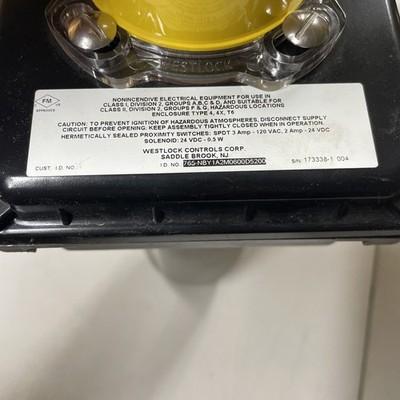 WESTLOCK
FM
APPROVED
NONINCENDIVE ELECTRICAL EQUIPMENT FOR USE IN
CLASS I, DIVISION 2, GROUPS A,B,C & D, AND SUITABLE FOR
CLASS II, DIVISION 2, GROUPS F & G, HAZARDOUS LOCATIONS
ENCLOSURE TYPE 4, 4X, T6
CAUTION: TO PREVENT IGNITION OF HAZARDOUS ATMOSPHERES, DISCONNECT SUPPLY
CIRCUIT BEFORE OPENING. KEEP ASSEMBLY TIGHTLY CLOSED WHEN IN OPERATION.
HERMETICALLY SEALED PROXIMITY SWITCHES: SPDT 3 Amp - 120 VAC, 2 Amp - 24 VDC
SOLENOID: 24 VDC - 0.5 W
WESTLOCK CONTROLS CORP.
SADDLE BROOK, NJ
CUST. I.D. NO.: I.D. NO. 765-NBY1A2M0600D5200 S/N 173338-1 004